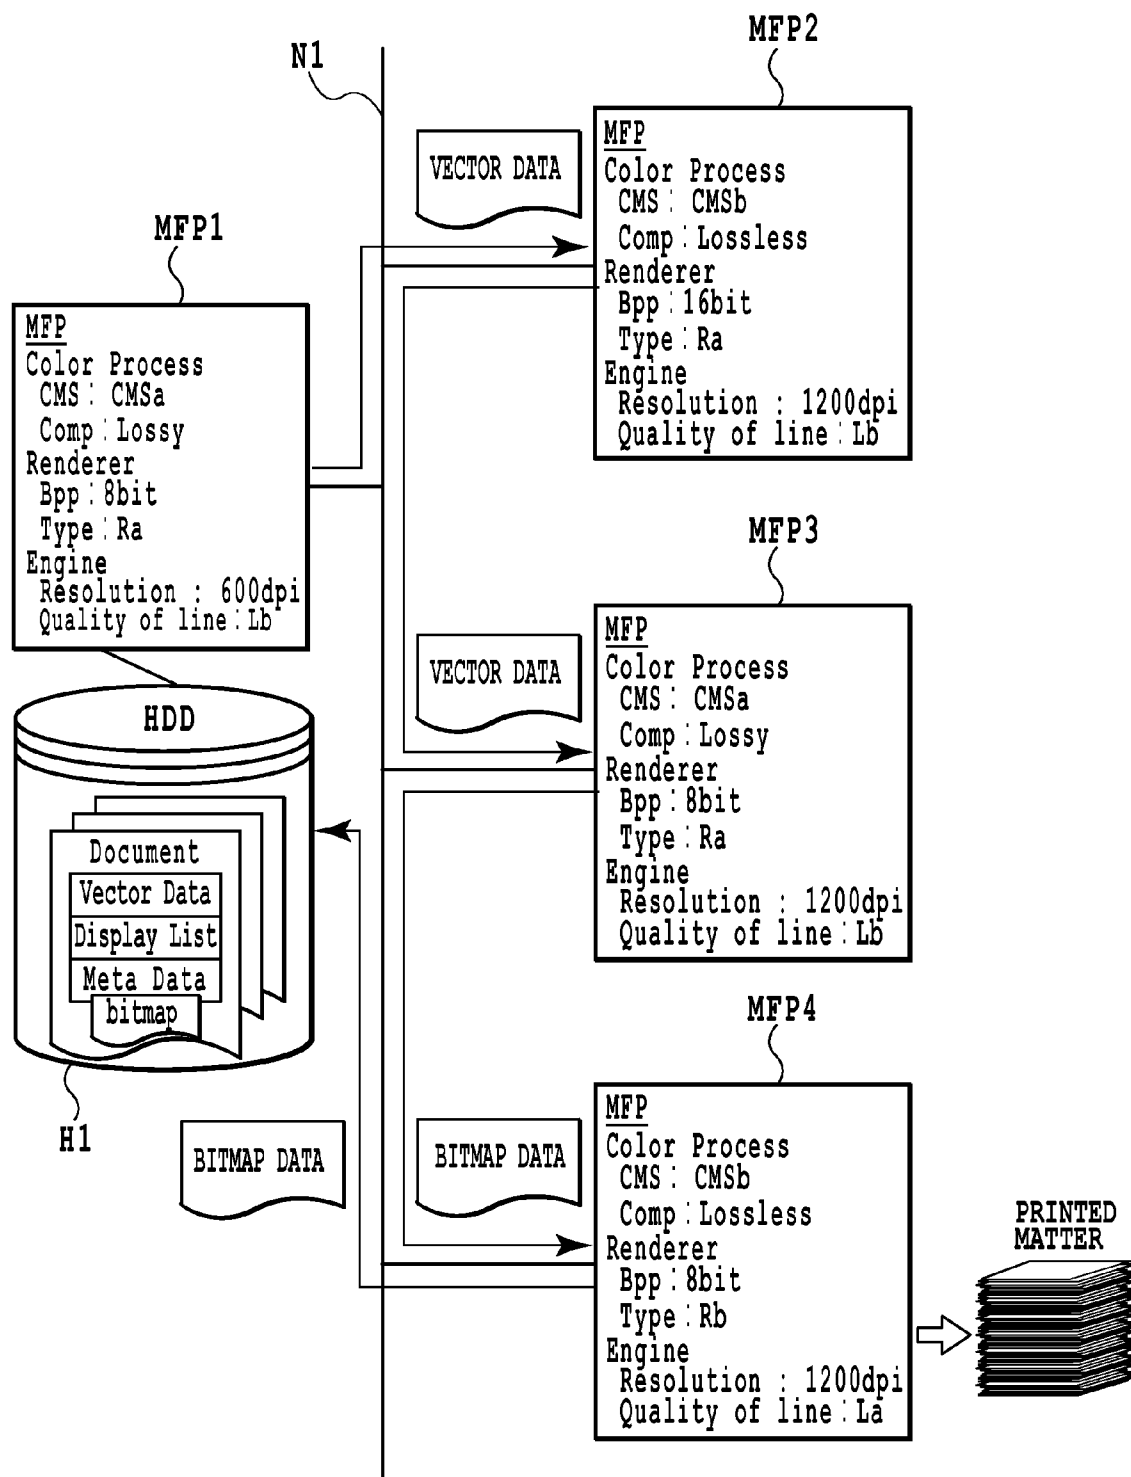 MFP2
N1
MFP
Color Process
CMS : CMSb
Comp : Lossless
Renderer
Bpp : 16bit
Type : Ra
Engine
Resolution : 1200dpi
Quality of line : Lb
VECTOR DATA
MFP1
MFP
Color Process
CMS : CMSa
Comp : Lossy
Renderer
Bpp : 8bit
Type : Ra
Engine
Resolution : 600dpi
Quality of line : Lb
MFP3
MFP
Color Process
CMS : CMSa
Comp : Lossy
Renderer
Bpp : 8bit
Type : Ra
Engine
Resolution : 1200dpi
Quality of line : Lb
VECTOR DATA
HDD
Document
Vector Data
Display List
Meta Data
bitmap
H1
BITMAP DATA
BITMAP DATA
MFP4
MFP
Color Process
CMS : CMSb
Comp : Lossless
Renderer
Bpp : 8bit
Type : Rb
Engine
Resolution : 1200dpi
Quality of line : La
PRINTED
MATTER